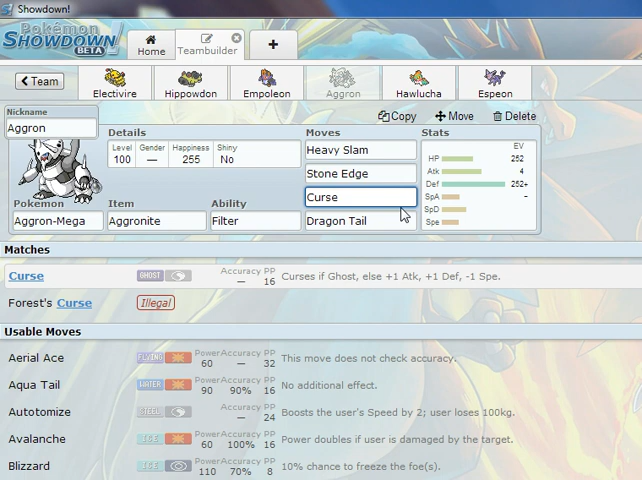 Showdown!
Pokémon
SHOWDOWN!
BETA
Home
Teambuilder
+
Team
Electivire
Hippowdon
Empoleon
Aggron
Hawlucha
Espeon
Copy
Move
Delete
Nickname
Aggron
Details
Level Gender Happiness Shiny
100 — 255 No
Pokémon
Aggron-Mega
Item
Aggronite
Ability
Filter
Moves
Heavy Slam
Stone Edge
Curse
Dragon Tail
Stats
EV
HP 252
Atk 4
Def 252+
SpA -
SpD
Spe
Matches
Curse GHOST Accuracy — PP 16 Curses if Ghost, else +1 Atk, +1 Def, -1 Spe.
Forest's Curse Illegal
Usable Moves
Aerial Ace FLYING Power 60 Accuracy — PP 32 This move does not check accuracy.
Aqua Tail WATER Power 90 Accuracy 90% PP 16 No additional effect.
Autotomize STEEL Accuracy — PP 24 Boosts the user's Speed by 2; user loses 100kg.
Avalanche ICE Power 60 Accuracy 100% PP 16 Power doubles if user is damaged by the target.
Blizzard ICE Power 110 Accuracy 70% PP 8 10% chance to freeze the foe(s).